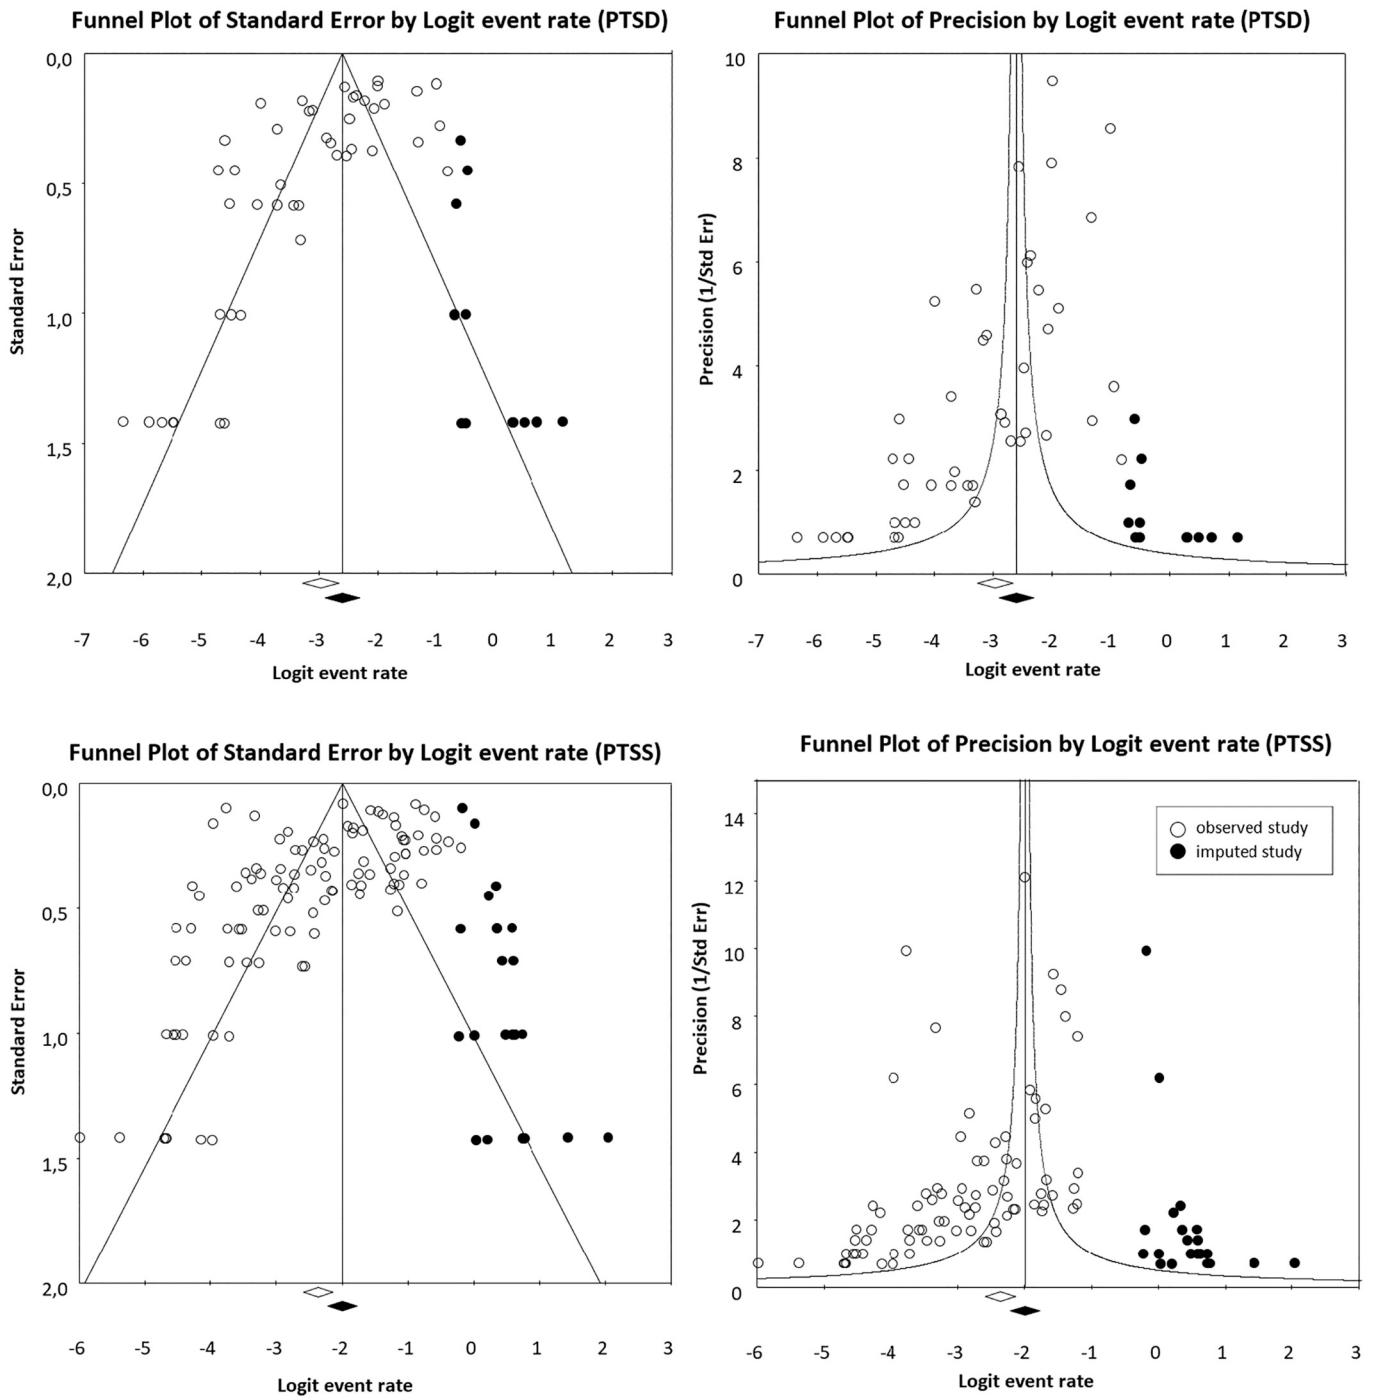 Funnel Plot of Standard Error by Logit event rate (PTSD)
0,0
0,5
1,0
1,5
2,0
Standard Error
-7 -6 -5 -4 -3 -2 -1 0 1 2 3
Logit event rate
Funnel Plot of Precision by Logit event rate (PTSD)
10
8
6
4
2
0
Precision (1/Std Err)
-7 -6 -5 -4 -3 -2 -1 0 1 2 3
Logit event rate
Funnel Plot of Standard Error by Logit event rate (PTSS)
0,0
0,5
1,0
1,5
2,0
Standard Error
-6 -5 -4 -3 -2 -1 0 1 2 3
Logit event rate
Funnel Plot of Precision by Logit event rate (PTSS)
observed study
imputed study
14
12
10
8
6
4
2
0
Precision (1/Std Err)
-6 -5 -4 -3 -2 -1 0 1 2 3
Logit event rate